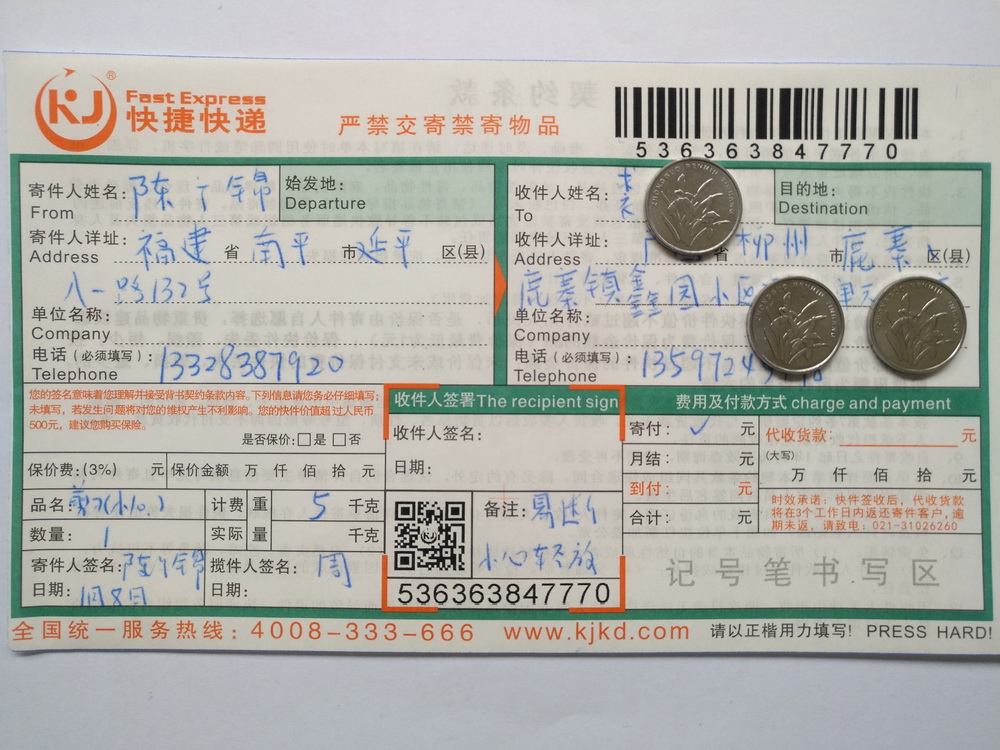 KJ®
Fast Express
快捷快递
严禁交寄禁寄物品
536363847770
寄件人姓名:
From
始发地:
Departure
寄件人详址: 福建 省 南平 市 延平 区(县)
Address
八一路132号
单位名称:
Company
电话(必须填写): 13328387920
Telephone
收件人姓名:
To
目的地:
Destination
收件人详址: 省 柳州 市 鹿寨 区(县)
Address
鹿寨镇鑫鑫园小区
单位名称:
Company
电话(必须填写): 1359724
Telephone
您的签名意味着您理解并接受背书契约条款内容。下列信息请您务必仔细填写;
未填写,若发生问题将对您的维权产生不利影响。您的快件价值超过人民币
500元,建议您购买保险。
是否保价:□是 □否
保价费:(3%) 元 保价金额 万 仟 佰 拾 元
品名:
计费 重 5 千克
数量: 1
实际 量 千克
寄件人签名:
日期: 1月8日
揽件人签名: 周
日期:
收件人签署The recipient sign
收件人签名:
日期:
备注: 易断
小心轻放
536363847770
费用及付款方式 charge and payment
寄付: ✓ 元
月结: 元
到付: 元
合计: 元
代收货款: 元
(大写)
万 仟 佰 拾 元
时效承诺: 快件签收后,代收货款
将在3个工作日内返还寄件客户,逾
期未返,请致电: 021-31026260
记号笔书写区
全国统一服务热线: 4008-333-666 www.kjkd.com 请以正楷用力填写! PRESS HARD!